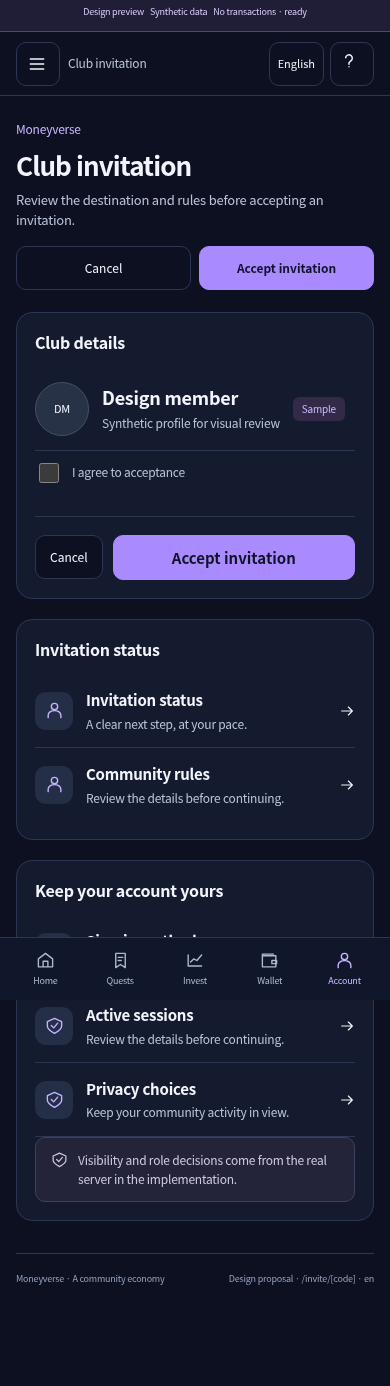 Design preview Synthetic data No transactions · ready
Club invitation
English
?
Moneyverse
Club invitation
Review the destination and rules before accepting an
invitation.
Cancel
Accept invitation
Club details
DM
Design member
Synthetic profile for visual review
Sample
I agree to acceptance
Cancel
Accept invitation
Invitation status
Invitation status
A clear next step, at your pace.
Community rules
Review the details before continuing.
Keep your account yours
Home
Quests
Invest
Wallet
Account
Active sessions
Review the details before continuing.
Privacy choices
Keep your community activity in view.
Visibility and role decisions come from the real
server in the implementation.
Moneyverse · A community economy
Design proposal · /invite/[code] · en